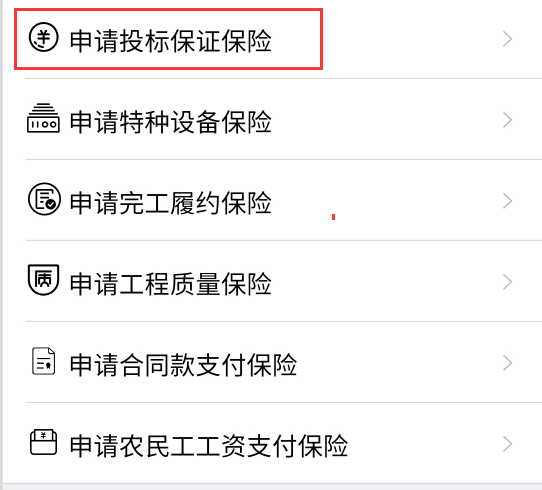 申请投标保证保险
申请特种设备保险
申请完工履约保险
申请工程质量保险
申请合同款支付保险
申请农民工工资支付保险